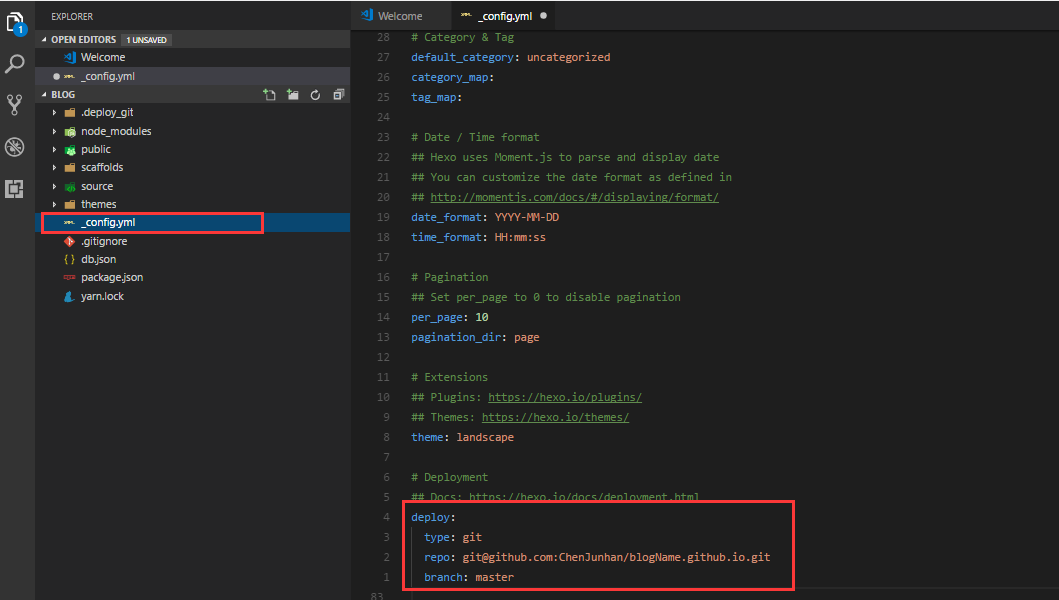 1
EXPLORER
OPEN EDITORS 1 UNSAVED
Welcome
_config.yml
BLOG
.deploy_git
node_modules
public
scaffolds
source
themes
_config.yml
.gitignore
db.json
package.json
yarn.lock
Welcome _config.yml
28 # Category & Tag
27 default_category: uncategorized
26 category_map:
25 tag_map:
24
23 # Date / Time format
22 ## Hexo uses Moment.js to parse and display date
21 ## You can customize the date format as defined in
20 ## http://momentjs.com/docs/#/displaying/format/
19 date_format: YYYY-MM-DD
18 time_format: HH:mm:ss
17
16 # Pagination
15 ## Set per_page to 0 to disable pagination
14 per_page: 10
13 pagination_dir: page
12
11 # Extensions
10 ## Plugins: https://hexo.io/plugins/
9 ## Themes: https://hexo.io/themes/
8 theme: landscape
7
6 # Deployment
5 ## Docs: https://hexo.io/docs/deployment.html
4 deploy:
3 type: git
2 repo: git@github.com:ChenJunhan/blogName.github.io.git
1 branch: master
83